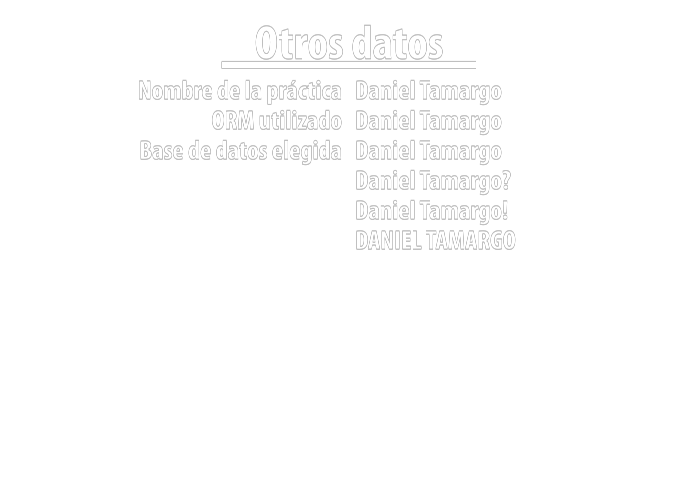 Otros datos
Nombre de la práctica Daniel Tamargo
ORM utilizado Daniel Tamargo
Base de datos elegida Daniel Tamargo
Daniel Tamargo?
Daniel Tamargo!
DANIEL TAMARGO